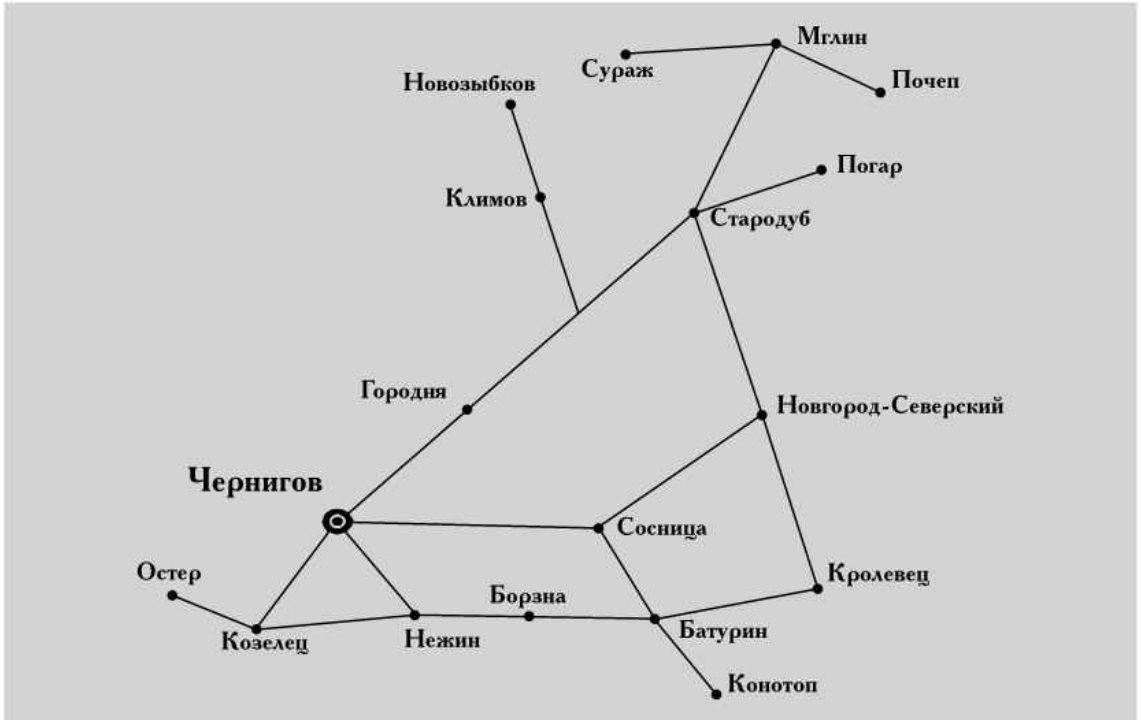 Мглин
Сураж
Почеп
Новозыбков
Погар
Климов
Стародуб
Городня
Новгород-Северский
Чернигов
Сосница
Остер
Кролевец
Борзна
Козелец
Нежин
Батурин
Конотоп